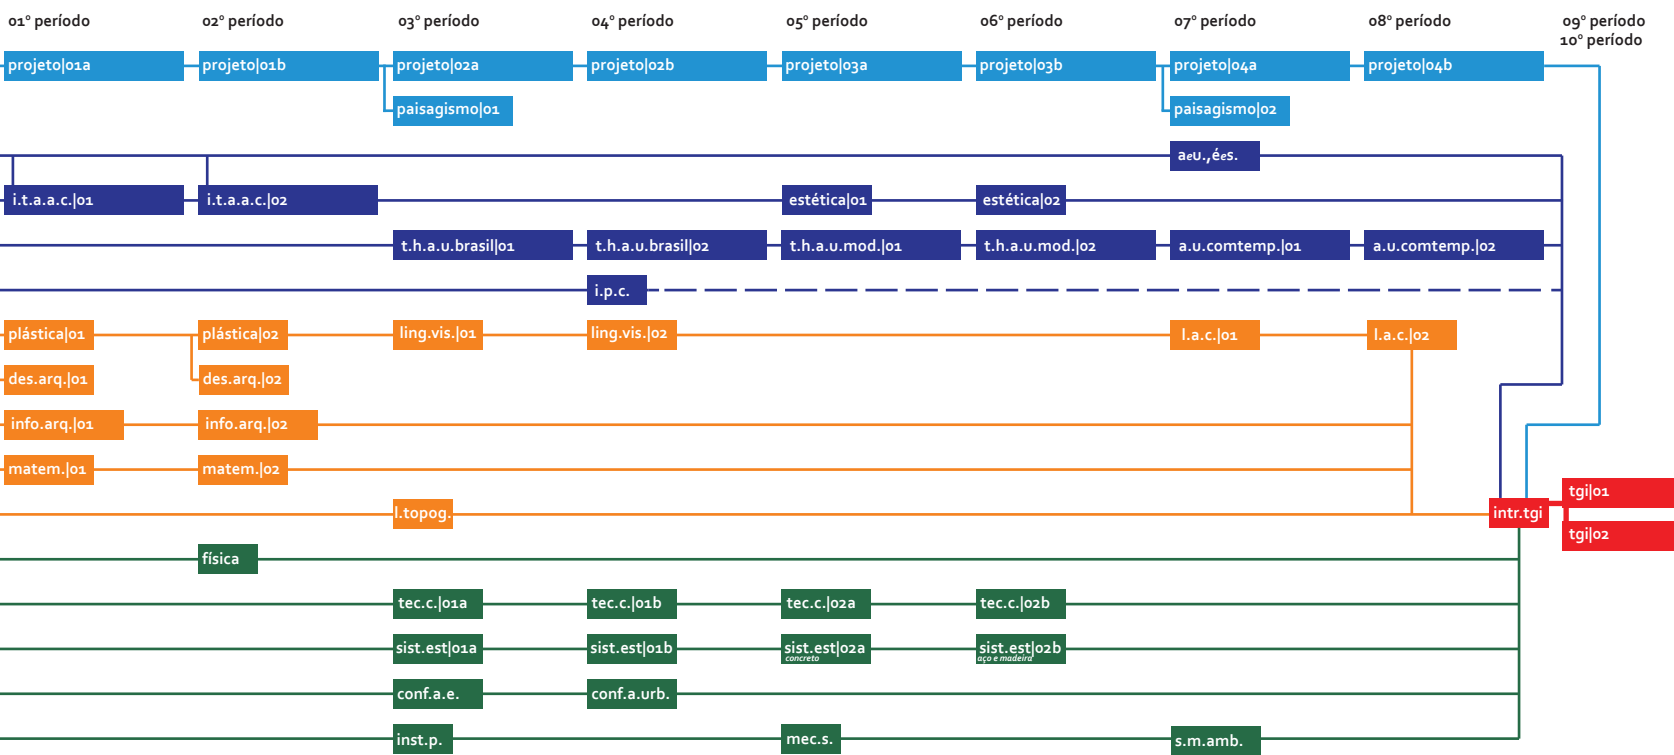 01º período 02º período 03º período 04º período 05º período 06º período 07º período 08º período 09º período
10º período
projeto|01a projeto|01b projeto|02a projeto|02b projeto|03a projeto|03b projeto|04a projeto|04b
paisagismo|01 paisagismo|02
aeu.,ées.
i.t.a.a.c.|01 i.t.a.a.c.|02 estética|01 estética|02
t.h.a.u.brasil|01 t.h.a.u.brasil|02 t.h.a.u.mod.|01 t.h.a.u.mod.|02 a.u.comtemp.|01 a.u.comtemp.|02
i.p.c.
plástica|01 plástica|02 ling.vis.|01 ling.vis.|02 l.a.c.|01 l.a.c.|02
des.arq.|01 des.arq.|02
info.arq.|01 info.arq.|02
matem.|01 matem.|02
tgi|01
l.topog. intr.tgi
tgi|02
física
tec.c.|01a tec.c.|01b tec.c.|02a tec.c.|02b
sist.est|01a sist.est|01b sist.est|02a sist.est|02b
concreto aço e madeira
conf.a.e. conf.a.urb.
inst.p. mec.s. s.m.amb.